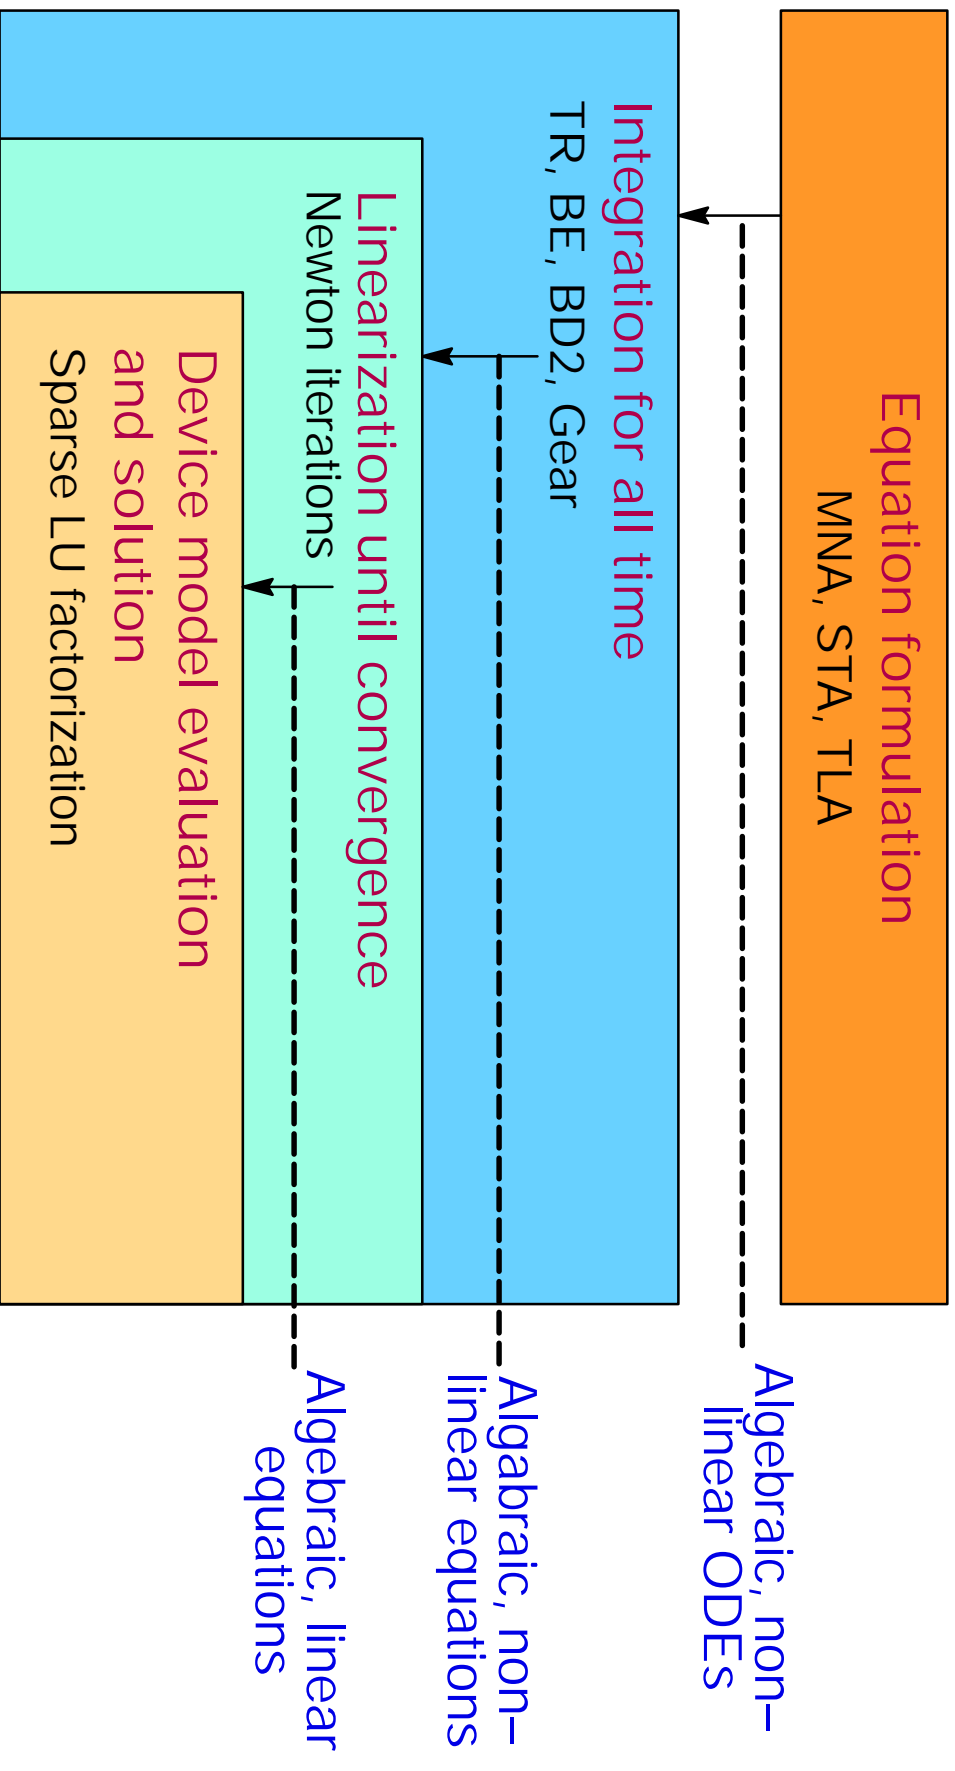 Equation formulation
MNA, STA, TLA
Algebraic, non–
linear ODEs
Integration for all time
TR, BE, BD2, Gear
Algabraic, non–
linear equations
Linearization until convergence
Newton iterations
Algebraic, linear
equations
Device model evaluation
and solution
Sparse LU factorization